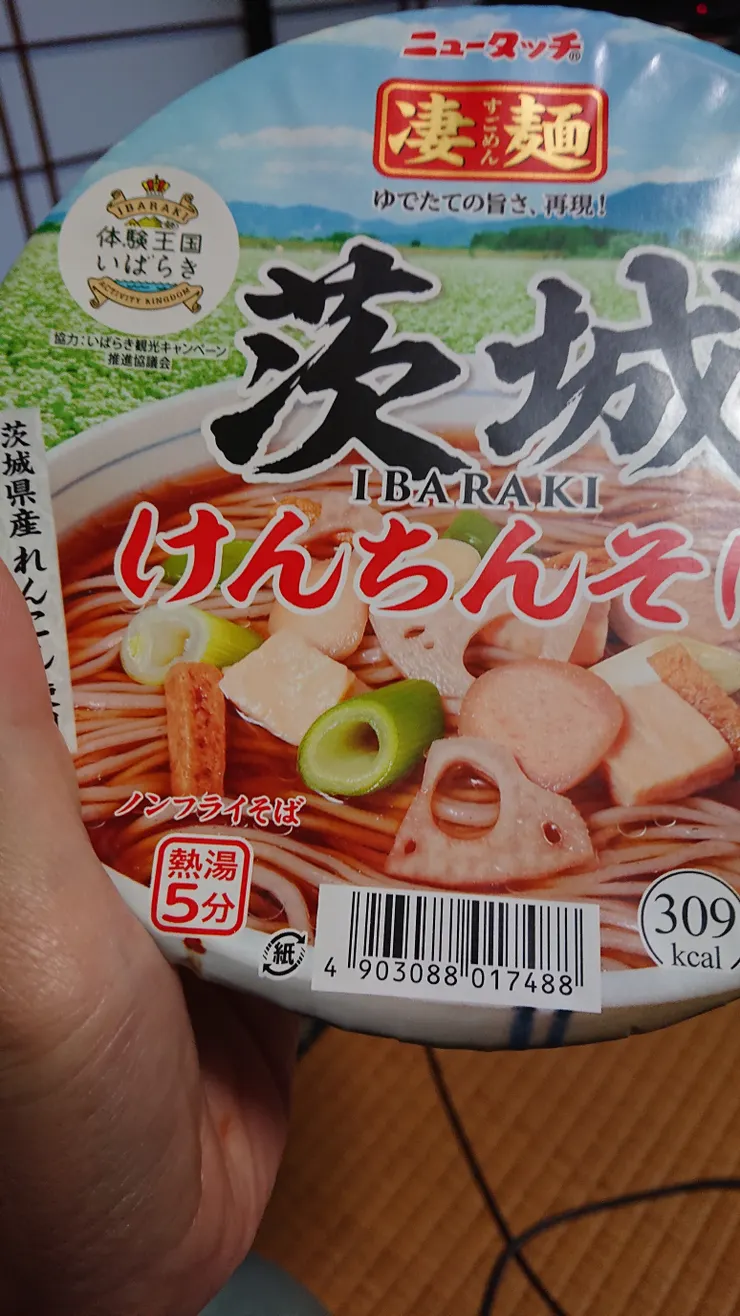 ニュータッチ®
凄麺
すごめん
ゆでたての旨さ、再現!
IBARAKI
体験王国
いばらき
ACTIVITY KINGDOM
協力:いばらき観光キャンペーン
推進協議会
茨城
IBARAKI
けんちんそ
茨城県産れんこん
ノンフライそば
熱湯
5分
紙
4 903088 017488
309
kcal